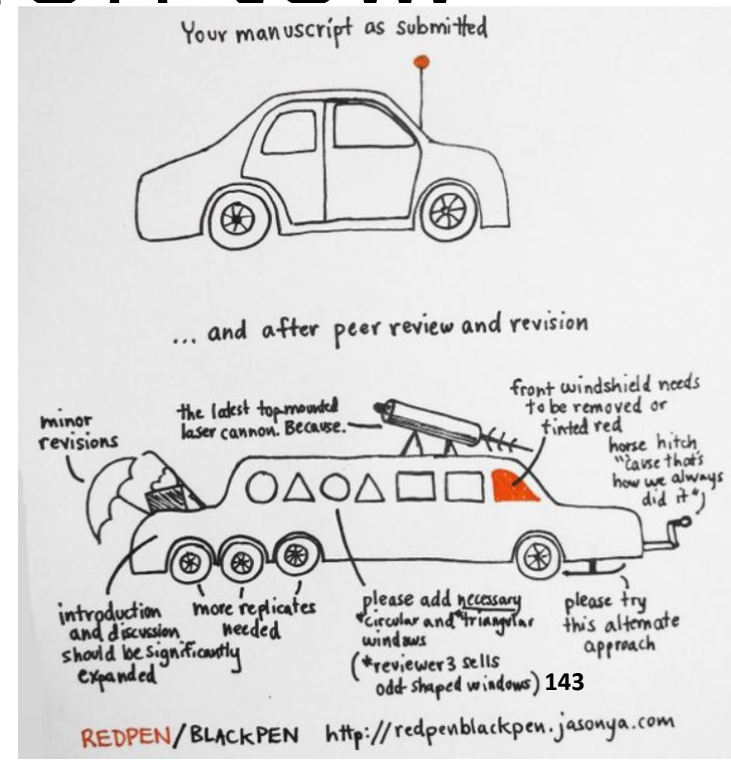 Your manuscript as submitted
... and after peer review and revision
minor
revisions
the latest topmounted
laser cannon. Because.
front windshield needs
to be removed or
tinted red
horse hitch
"'cause that's
how we always
did it"
introduction
and discussion
should be significantly
expanded
more replicates
needed
please add necessary
*circular and *triangular
windows
(*reviewer 3 sells
odd-shaped windows)
143
please try
this alternate
approach
REDPEN/BLACKPEN http://redpenblackpen.jasonya.com